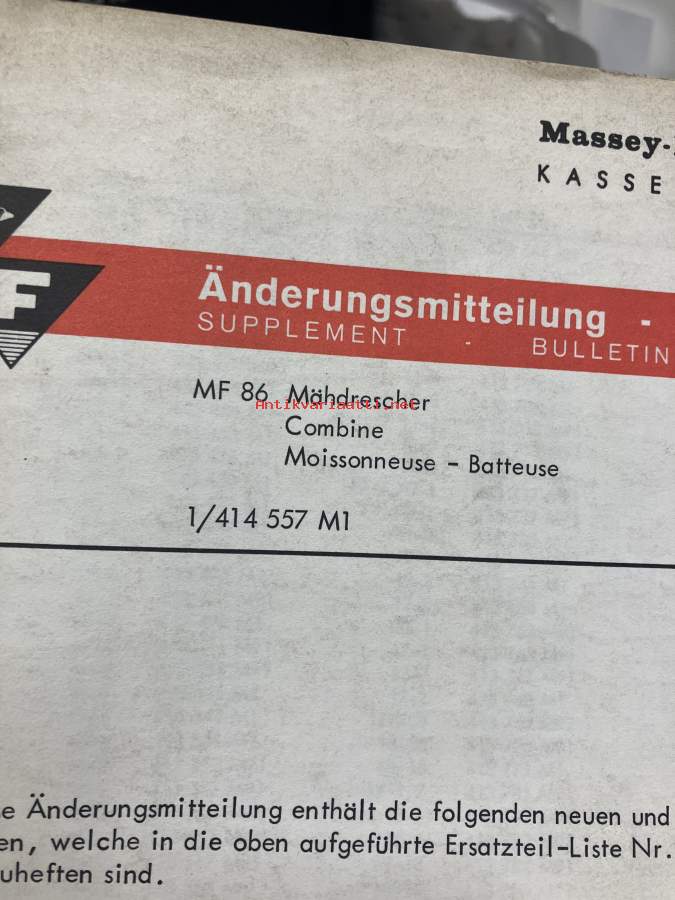 Massey-
KASSE
F
Änderungsmitteilung -
SUPPLEMENT - BULLETIN
MF 86 Mähdrescher
Antikvariaatti.net
Combine
Moissonneuse - Batteuse
1/414 557 M1
e Änderungsmitteilung enthält die folgenden neuen und
en, welche in die oben aufgeführte Ersatzteil-Liste Nr.
uheften sind.